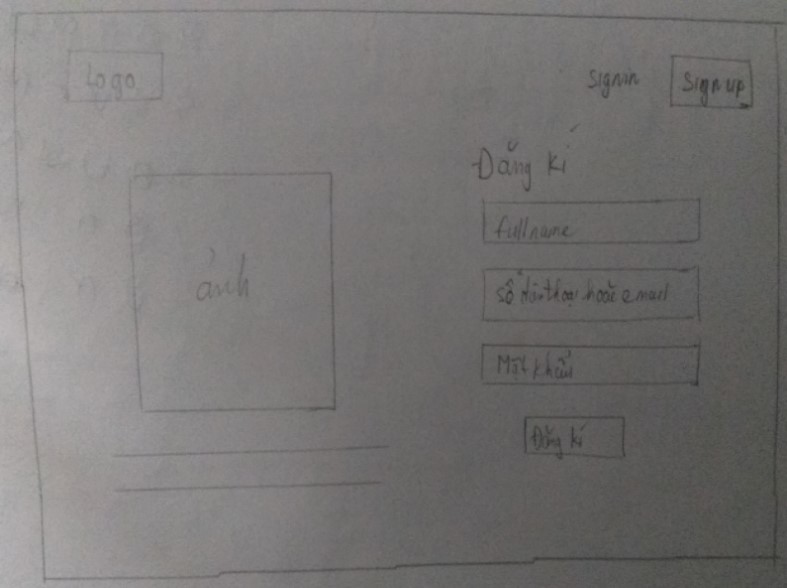 Logo
Signin
Sign up
Đăng kí
fullname
ảnh
số điện thoại hoặc email
Mật khẩu
Đăng kí